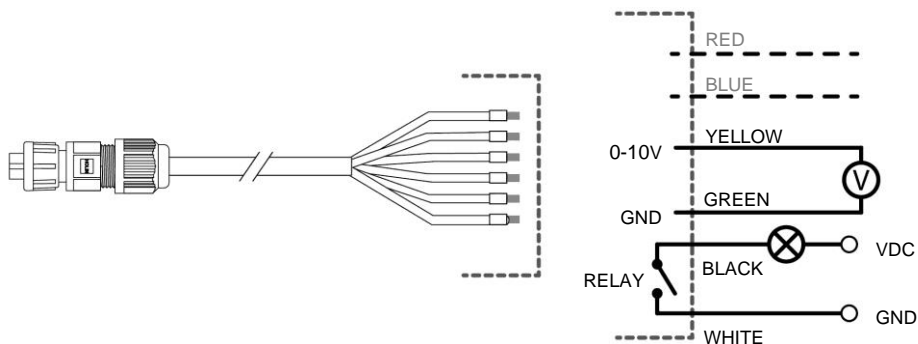 RED
BLUE
0-10V YELLOW
V
GND GREEN
RELAY BLACK VDC
WHITE GND